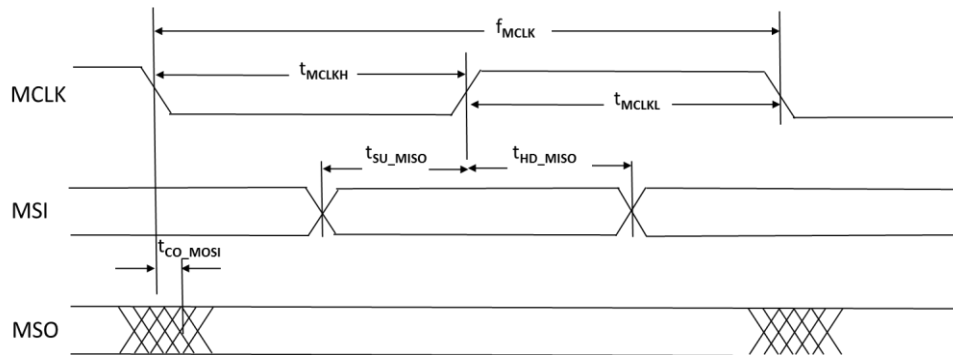 fMCLK
tMCLKH
MCLK
tMCLKL
tSU_MISO
tHD_MISO
MSI
tCO_MOSI
MSO